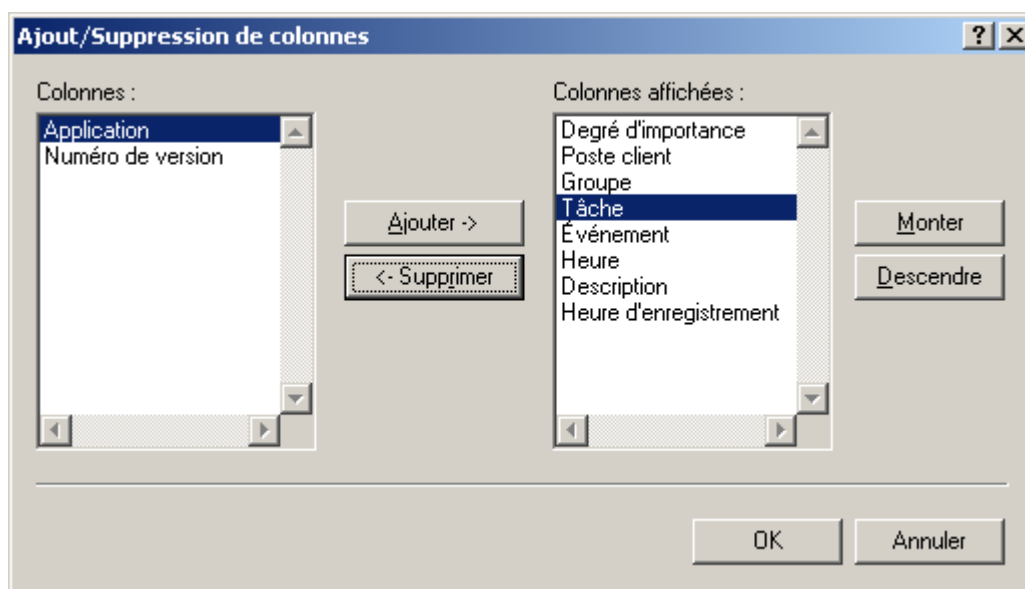 Ajout/Suppression de colonnes
Colonnes :
Application
Numéro de version
Ajouter ->
<- Supprimer
Colonnes affichées :
Degré d'importance
Poste client
Groupe
Tâche
Événement
Heure
Description
Heure d'enregistrement
Monter
Descendre
OK
Annuler